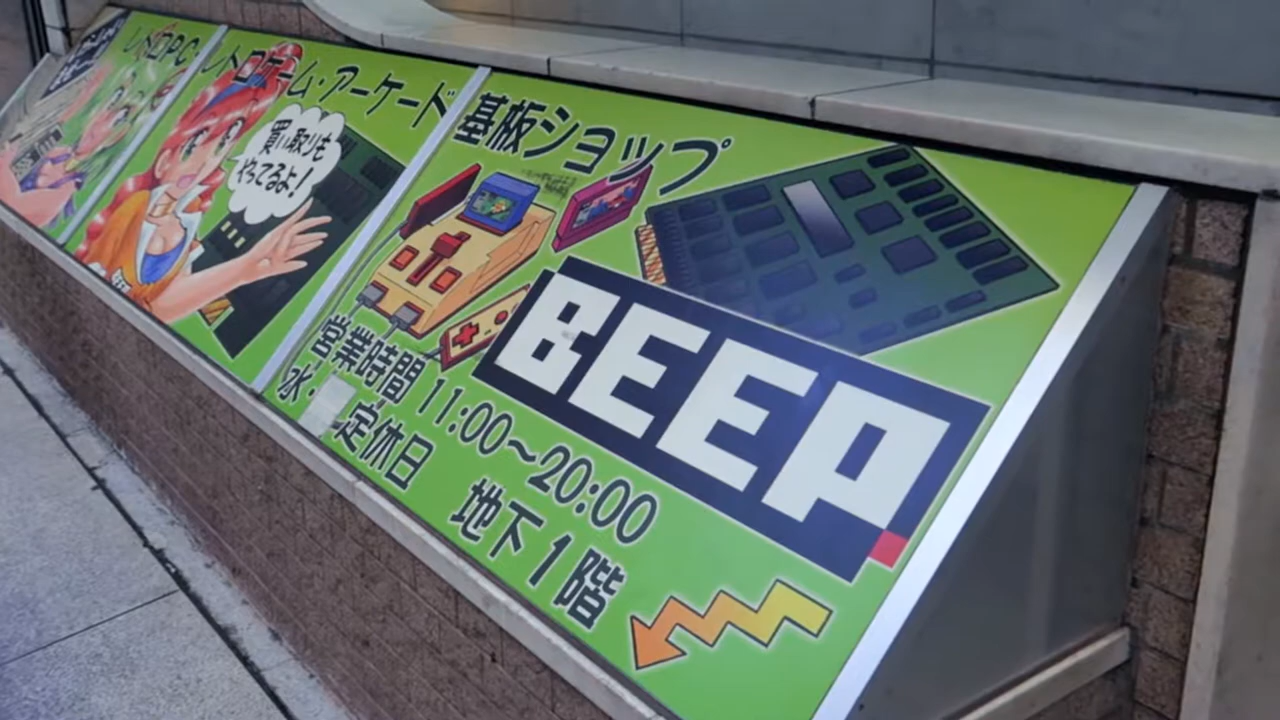 レトロPC・
レトロゲーム・アーケード
基板ショップ
買い取りも
やってるよ!
BEEP
営業時間 11:00〜20:00
水・
定休日
地下1階